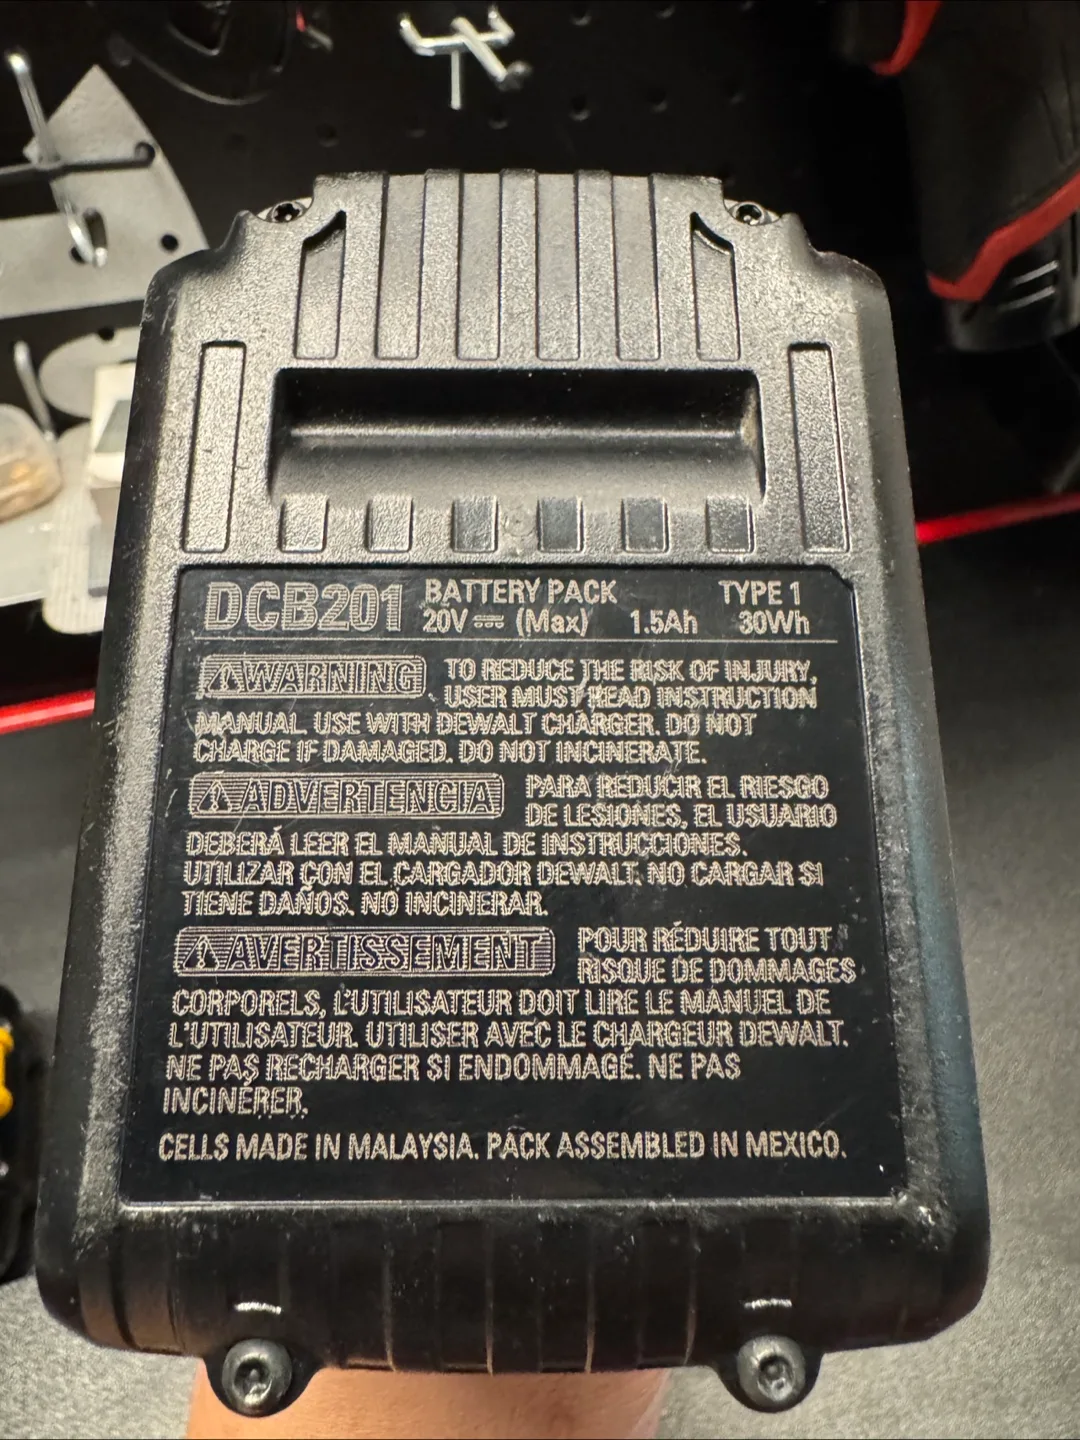 DCB201 BATTERY PACK TYPE 1
20V ⎓ (Max) 1.5Ah 30Wh
⚠WARNING TO REDUCE THE RISK OF INJURY,
USER MUST READ INSTRUCTION
MANUAL. USE WITH DEWALT CHARGER. DO NOT
CHARGE IF DAMAGED. DO NOT INCINERATE.
⚠ADVERTENCIA PARA REDUCIR EL RIESGO
DE LESIONES, EL USUARIO
DEBERÁ LEER EL MANUAL DE INSTRUCCIONES.
UTILIZAR CON EL CARGADOR DEWALT. NO CARGAR SI
TIENE DAÑOS. NO INCINERAR.
⚠AVERTISSEMENT POUR RÉDUIRE TOUT
RISQUE DE DOMMAGES
CORPORELS, L'UTILISATEUR DOIT LIRE LE MANUEL DE
L'UTILISATEUR. UTILISER AVEC LE CHARGEUR DEWALT.
NE PAS RECHARGER SI ENDOMMAGÉ. NE PAS
INCINÉRER.
CELLS MADE IN MALAYSIA. PACK ASSEMBLED IN MEXICO.